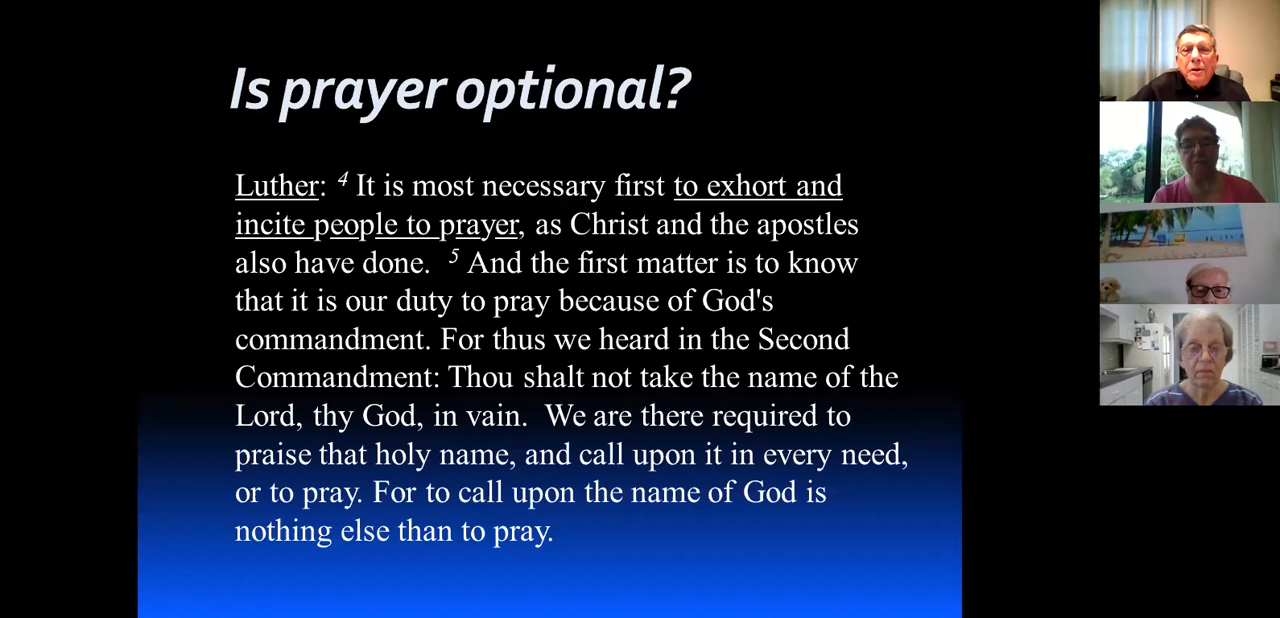 Is prayer optional?
Luther: 4 It is most necessary first to exhort and
incite people to prayer, as Christ and the apostles
also have done. 5 And the first matter is to know
that it is our duty to pray because of God's
commandment. For thus we heard in the Second
Commandment: Thou shalt not take the name of the
Lord, thy God, in vain. We are there required to
praise that holy name, and call upon it in every need,
or to pray. For to call upon the name of God is
nothing else than to pray.